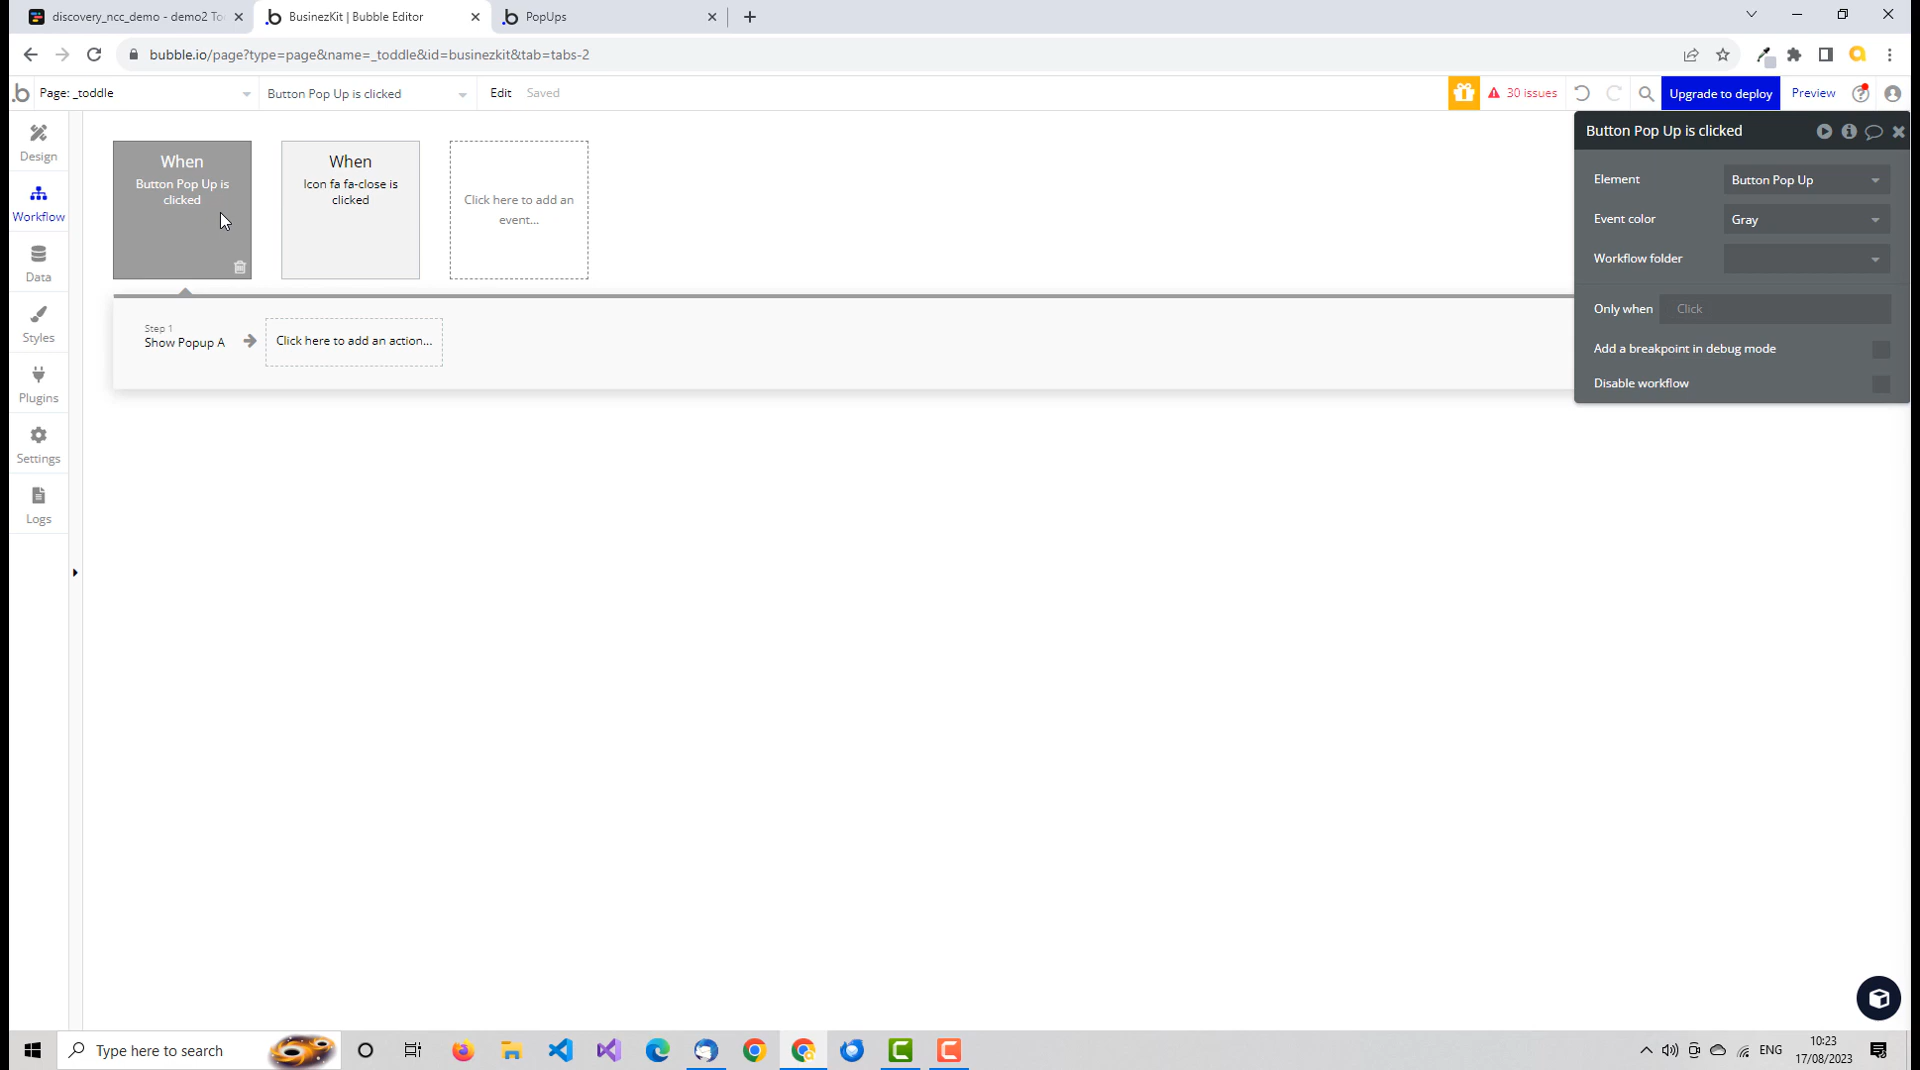 discovery_ncc_demo - demo2 To
BusinezKit | Bubble Editor
PopUps
bubble.io/page?type=page&name=_toddle&id=businezkit&tab=tabs-2
Page: _toddle
Button Pop Up is clicked
Edit
Saved
30 issues
Upgrade to deploy
Preview
Design
Workflow
Data
Styles
Plugins
Settings
Logs
When
Button Pop Up is
clicked
When
Icon fa fa-close is
clicked
Click here to add an
event...
Step 1
Show Popup A
Click here to add an action...
Button Pop Up is clicked
Element
Button Pop Up
Event color
Gray
Workflow folder
Only when
Click
Add a breakpoint in debug mode
Disable workflow
Type here to search
ENG
10:23
17/08/2023